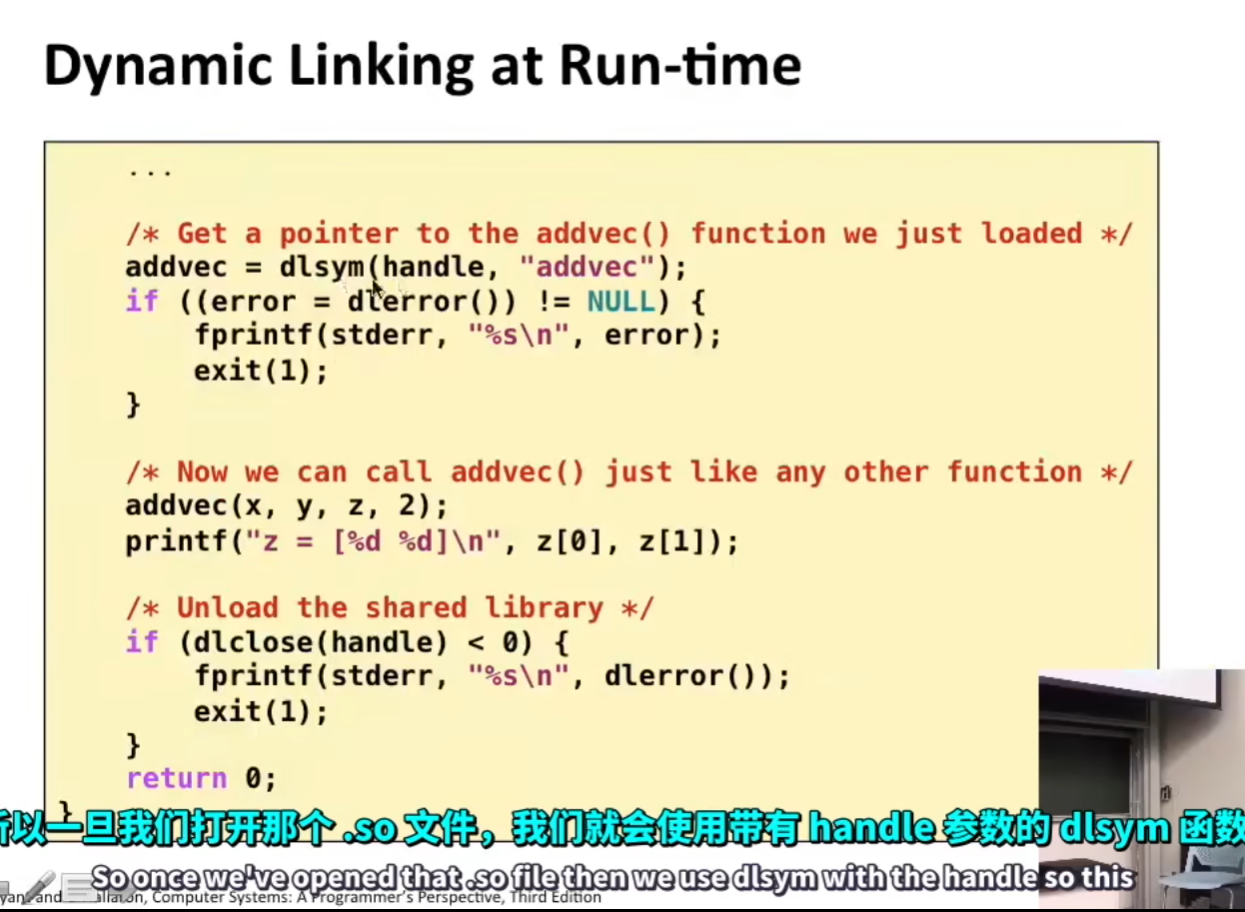 Dynamic Linking at Run-time
...
/* Get a pointer to the addvec() function we just loaded */
addvec = dlsym(handle, "addvec");
if ((error = dlerror()) != NULL) {
fprintf(stderr, "%s\n", error);
exit(1);
}
/* Now we can call addvec() just like any other function */
addvec(x, y, z, 2);
printf("z = [%d %d]\n", z[0], z[1]);
/* Unload the shared library */
if (dlclose(handle) < 0) {
fprintf(stderr, "%s\n", dlerror());
exit(1);
}
return 0;
}
所以一旦我们打开那个 .so 文件，我们就会使用带有 handle 参数的 dlsym 函数
So once we've opened that .so file then we use dlsym with the handle so this
and Computer Systems: A Programmer's Perspective, Third Edition